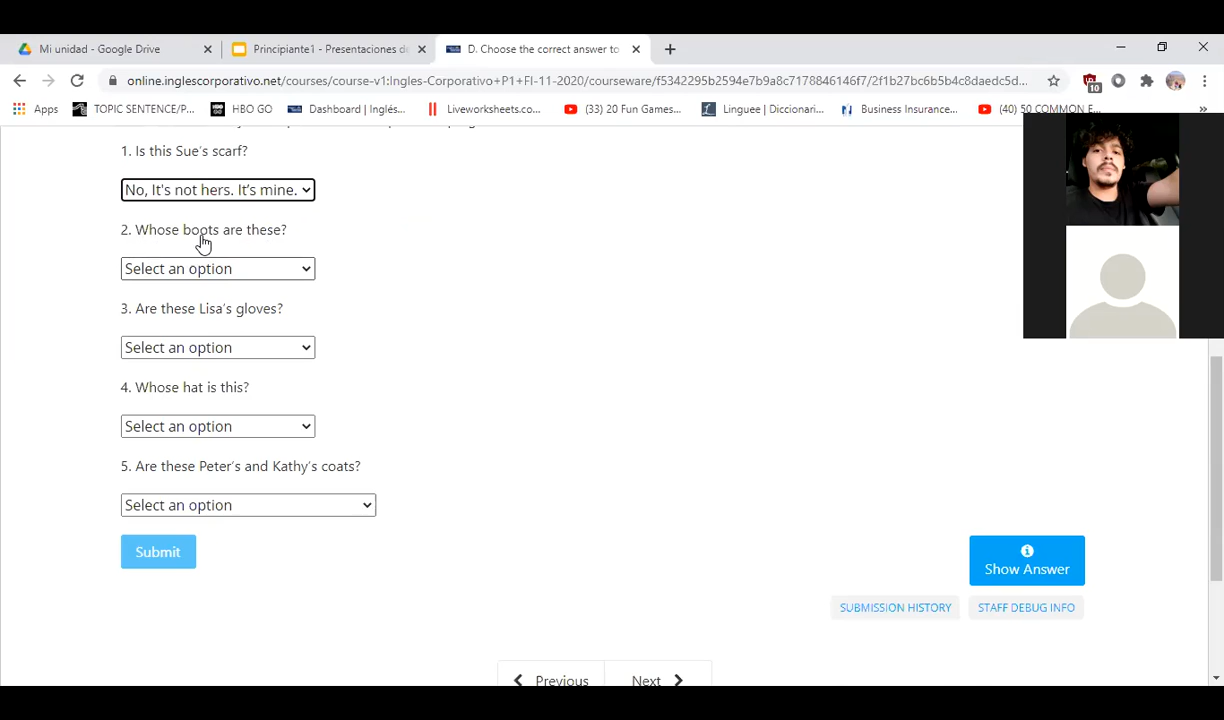 Mi unidad - Google Drive
Principiante1 - Presentaciones de
D. Choose the correct answer to
online.inglescorporativo.net/courses/course-v1:Ingles-Corporativo+P1+FI-11-2020/courseware/f5342295b2594e7b9a8c7178846146f7/2f1b27bc6b5b4c8daedc5d...
10
Apps
TOPIC SENTENCE/P...
HBO GO
Dashboard | Inglés...
Liveworksheets.co...
(33) 20 Fun Games...
Linguee | Diccionari...
Business Insurance...
(40) 50 COMMON E...
1. Is this Sue's scarf?
No, It's not hers. It's mine.
2. Whose boots are these?
Select an option
3. Are these Lisa's gloves?
Select an option
4. Whose hat is this?
Select an option
5. Are these Peter's and Kathy's coats?
Select an option
Submit
Show Answer
SUBMISSION HISTORY
STAFF DEBUG INFO
Previous
Next